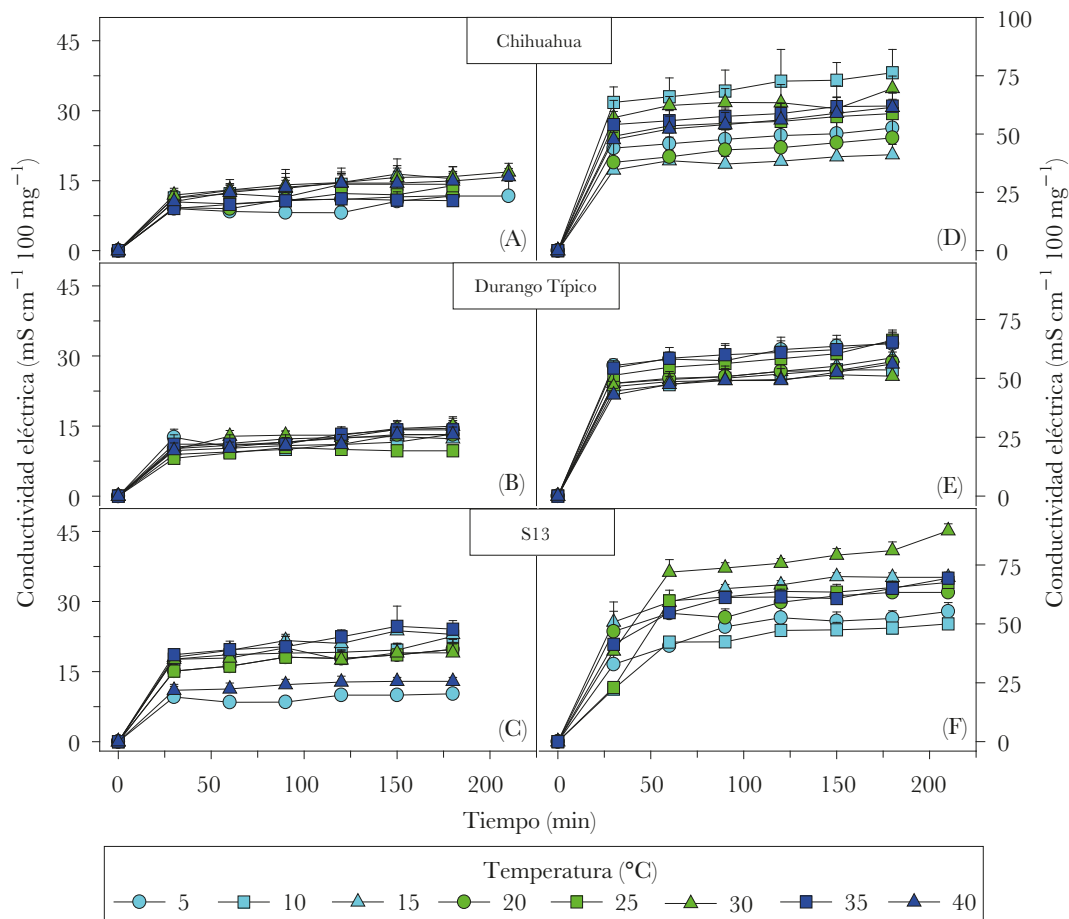 Chihuahua
45
30
15
0
(A)
100
75
50
25
0
(D)
Durango Típico
45
30
15
0
(B)
75
50
25
0
(E)
S13
45
30
15
0
(C)
75
50
25
0
(F)
Conductividad eléctrica (mS cm⁻¹ 100 mg⁻¹)
Conductividad eléctrica (mS cm⁻¹ 100 mg⁻¹)
0 50 100 150 200 0 50 100 150 200
Tiempo (min)
Temperatura (°C)
5 10 15 20 25 30 35 40